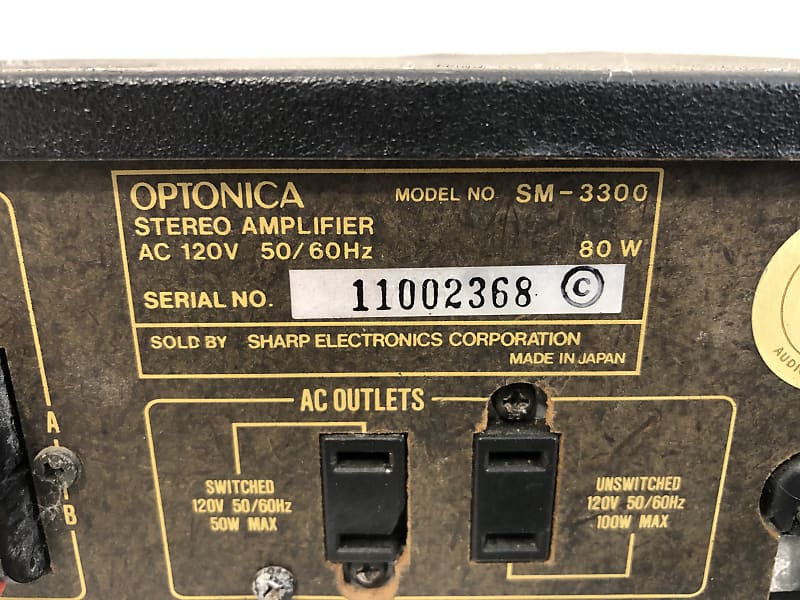 OPTONICA MODEL NO SM-3300
STEREO AMPLIFIER
AC 120V 50/60Hz 80 W
SERIAL NO. 11002368 ©
SOLD BY SHARP ELECTRONICS CORPORATION
MADE IN JAPAN
AC OUTLETS
SWITCHED
120V 50/60Hz
50W MAX
UNSWITCHED
120V 50/60Hz
100W MAX
A
B